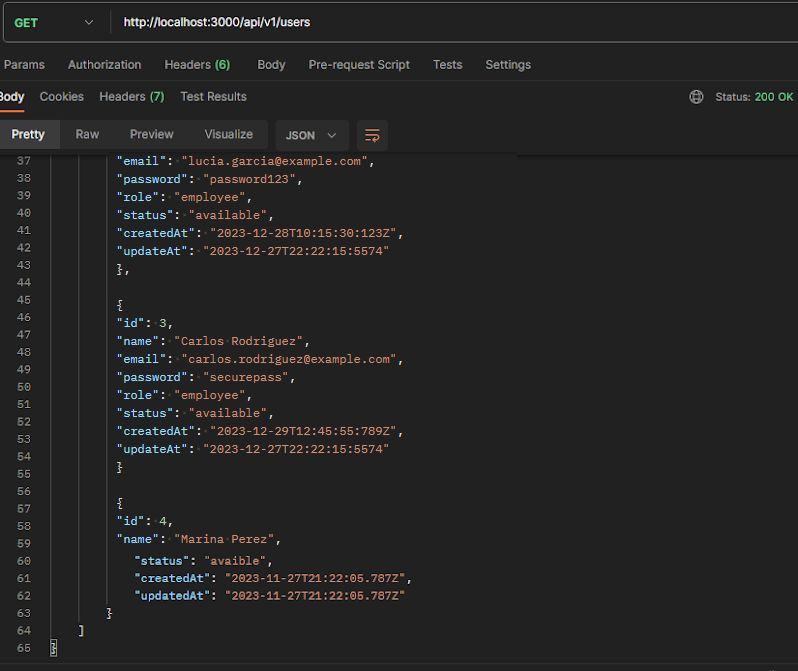 GET http://localhost:3000/api/v1/users
Params Authorization Headers (6) Body Pre-request Script Tests Settings
Body Cookies Headers (7) Test Results Status: 200 OK
Pretty Raw Preview Visualize JSON
37 "email": "lucia.garcia@example.com",
38 "password": "password123",
39 "role": "employee",
40 "status": "available",
41 "createdAt": "2023-12-28T10:15:30:123Z",
42 "updateAt": "2023-12-27T22:22:15:5574"
43 },
44
45 {
46 "id": 3,
47 "name": "Carlos Rodriguez",
48 "email": "carlos.rodriguez@example.com",
49 "password": "securepass",
50 "role": "employee",
51 "status": "available",
52 "createdAt": "2023-12-29T12:45:55:789Z",
53 "updateAt": "2023-12-27T22:22:15:5574"
54 }
55
56
57 {
58 "id": 4,
59 "name": "Marina Perez",
60 "status": "avaible",
61 "createdAt": "2023-11-27T21:22:05.787Z",
62 "updatedAt": "2023-11-27T21:22:05.787Z"
63 }
64 ]
65 }